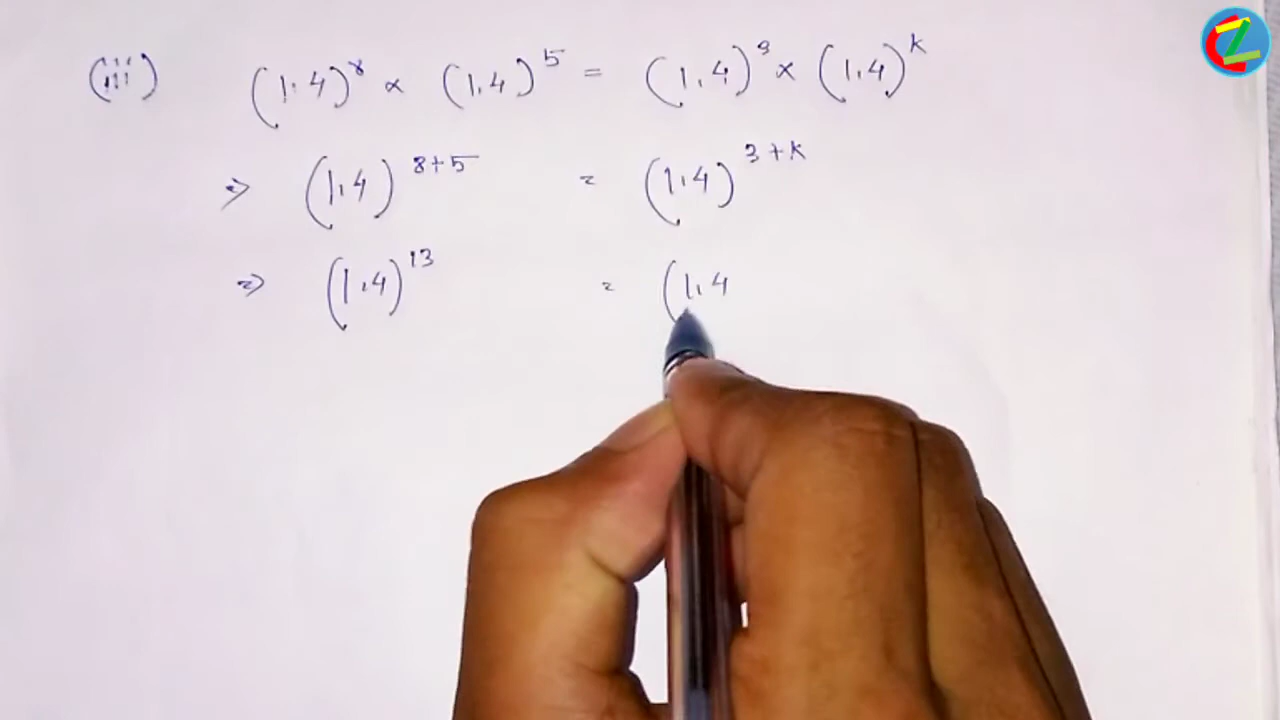 (iii) (1.4)^8 × (1.4)^5 = (1.4)^3 × (1.4)^k
⇒ (1.4)^8+5 = (1.4)^3+k
⇒ (1.4)^13 = (1.4